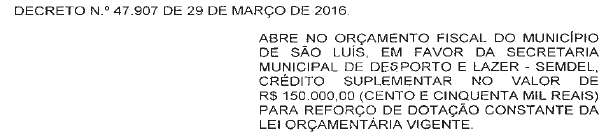 DECRETO N.º 47.907 DE 29 DE MARÇO DE 2016.
ABRE NO ORÇAMENTO FISCAL DO MUNICÍPIO
DE SÃO LUÍS, EM FAVOR DA SECRETARIA
MUNICIPAL DE DESPORTO E LAZER - SEMDEL,
CRÉDITO SUPLEMENTAR NO VALOR DE
R$ 150.000,00 (CENTO E CINQUENTA MIL REAIS)
PARA REFORÇO DE DOTAÇÃO CONSTANTE DA
LEI ORÇAMENTÁRIA VIGENTE.